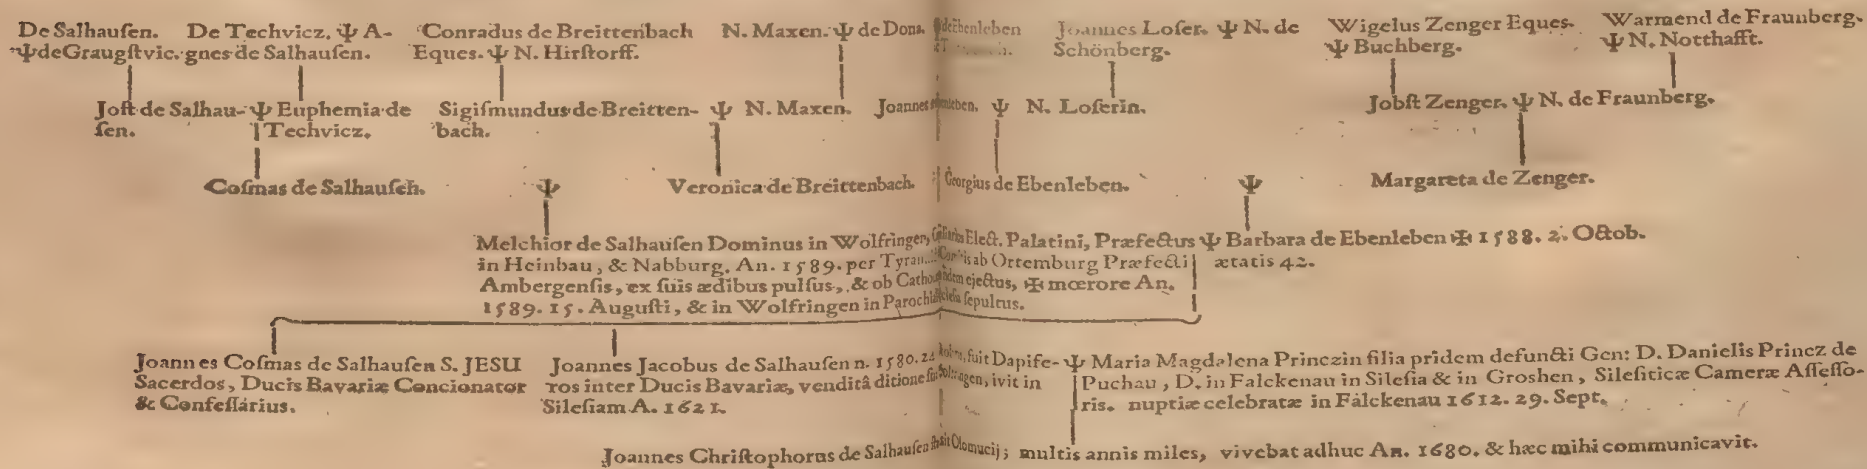 De Salhauſen. De Techvicz. Ψ A- Conradus de Breittenbach N. Maxen. Ψ de Dona. Joannes Loſer. Ψ N. de Wigelus Zenger Eques. Warmend de Fraunberg.
Ψ de Graugſtvic. gnes de Salhauſen. Eques. Ψ N. Hirſtorff. Schönberg. Ψ Buchberg. Ψ N. Notthafft.
Joſt de Salhau- Ψ Euphemia de Sigiſmundus de Breitten- Ψ N. Maxen. Joannes Ψ N. Loſerin. Jobſt Zenger. Ψ N. de Fraunberg.
ſen. Techvicz. bach.
Coſmas de Salhauſen. Ψ Veronica de Breittenbach. Georgius de Ebenleben. Ψ Margareta de Zenger.
Melchior de Salhauſen Dominus in Wolfringen, Elect. Palatini, Præfectus Ψ Barbara de Ebenleben ✠ 1588. 2. Octob.
in Heinbau, & Nabburg. An. 1589. per ab Ortemburg Præfecti ætatis 42.
Ambergenſis, ex ſuis ædibus pulſus, & ob ejectus, ✠ mœrore An.
1589. 15. Auguſti, & in Wolfringen in ſepultus.
Joannes Coſmas de Salhauſen S. JESU Joannes Jacobus de Salhauſen n. 1580. fuit Dapife- Ψ Maria Magdalena Princzin filia pridem defuncti Gen: D. Danielis Princz de
Sacerdos, Ducis Bavariæ Concionator ros inter Ducis Bavariæ, venditâ ditione ivit in Puchau, D. in Falckenau in Sileſia & in Groshen, Sileſiticæ Cameræ Aſſeſſo-
& Confeſſarius. Sileſiam A. 1621. ris. nuptiæ celebratæ in Falckenau 1612. 29. Sept.
Joannes Chriſtophorus de Salhauſen Olomucij; multis annis miles, vivebat adhuc An. 1680. & hæc mihi communicavit.